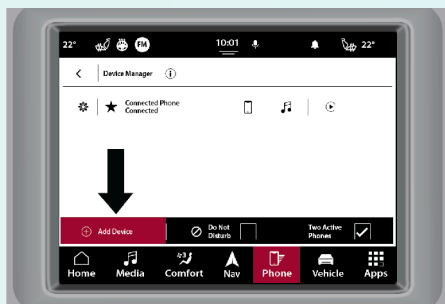 22° FM 10:01 22°
Device Manager i
Connected Phone
Connected
Add Device
Do Not
Disturb
Two Active
Phones
Home Media Comfort Nav Phone Vehicle Apps